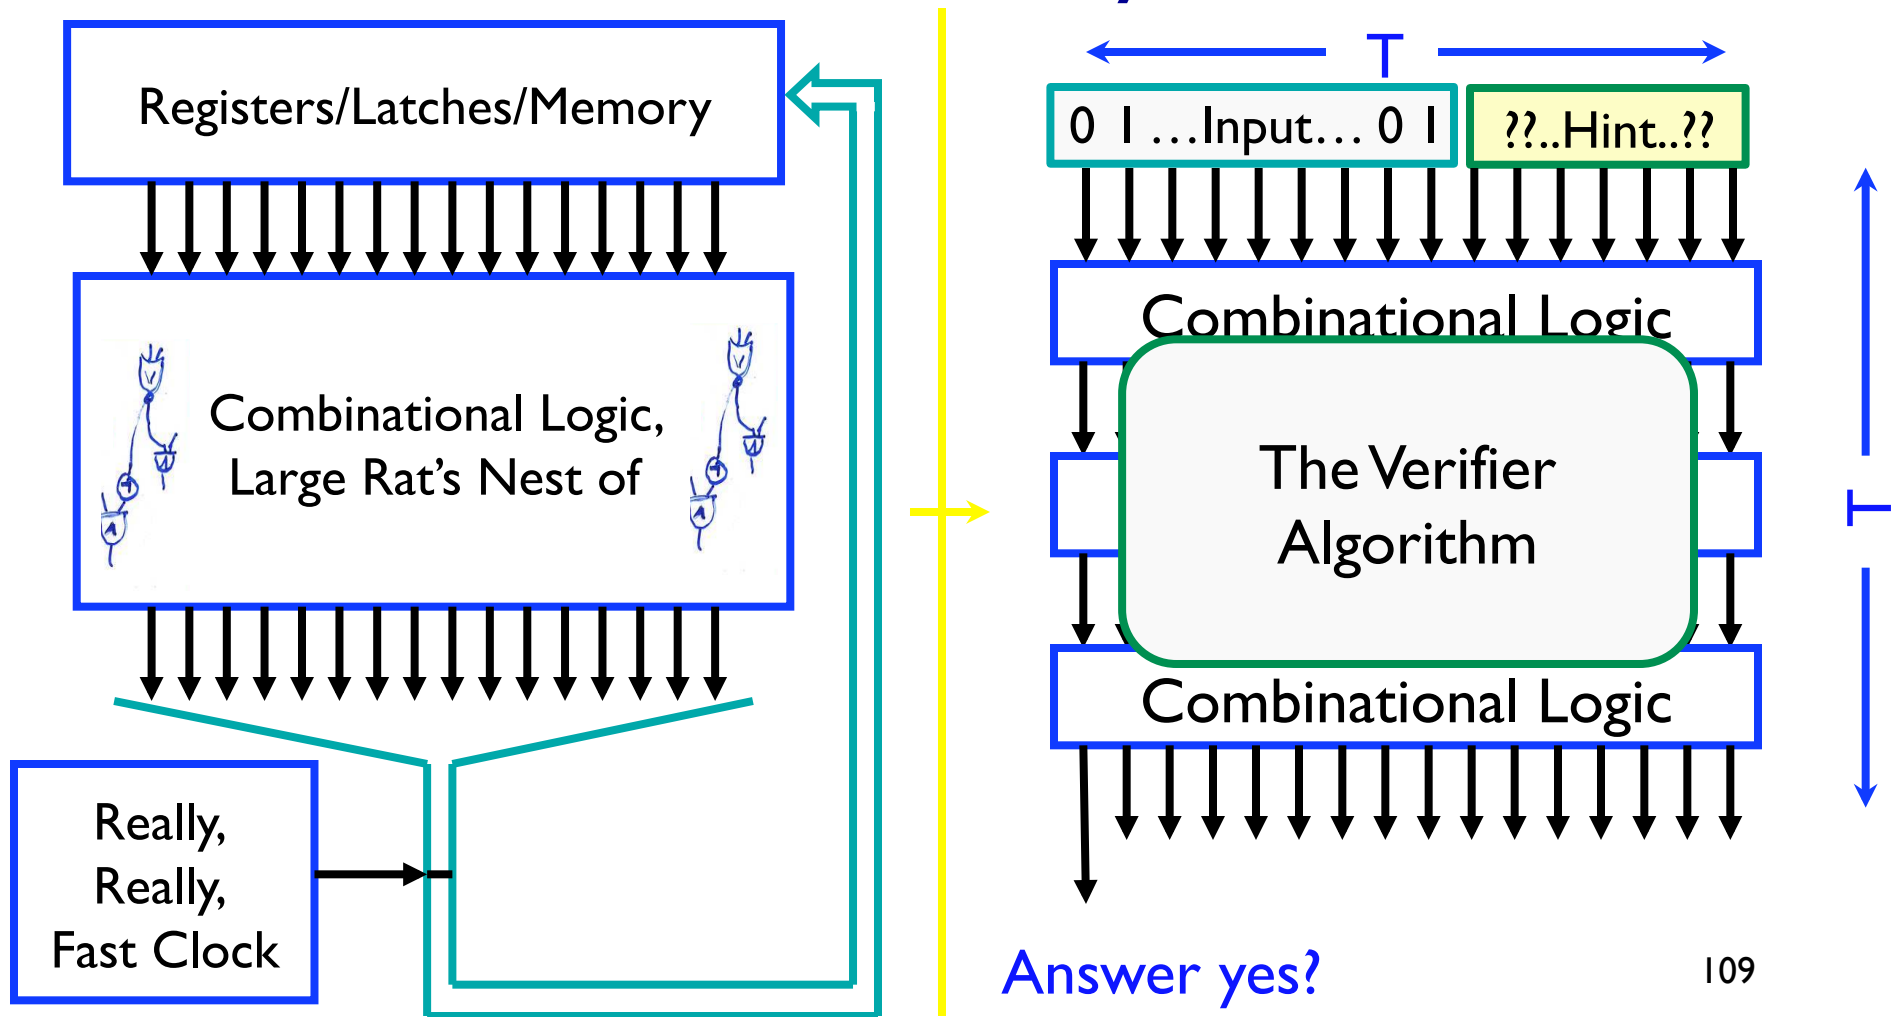 Registers/Latches/Memory
Combinational Logic,
Large Rat's Nest of
Really,
Really,
Fast Clock
T
0 1 …Input… 0 1
??..Hint..??
Combinational Logic
The Verifier
Algorithm
T
Combinational Logic
Answer yes?
109